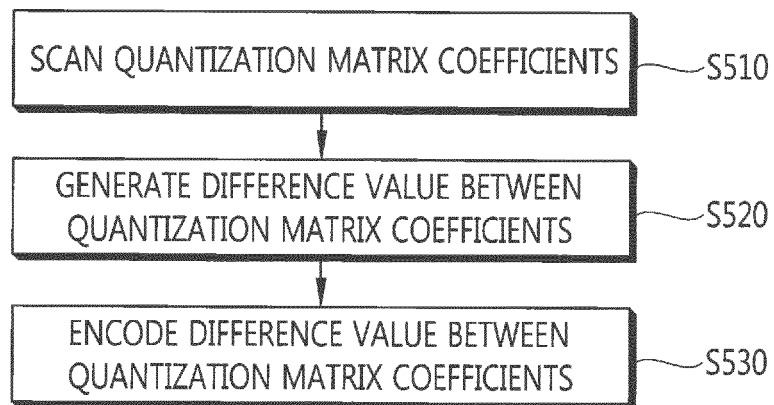 SCAN QUANTIZATION MATRIX COEFFICIENTS
S510
GENERATE DIFFERENCE VALUE BETWEEN
QUANTIZATION MATRIX COEFFICIENTS
S520
ENCODE DIFFERENCE VALUE BETWEEN
QUANTIZATION MATRIX COEFFICIENTS
S530